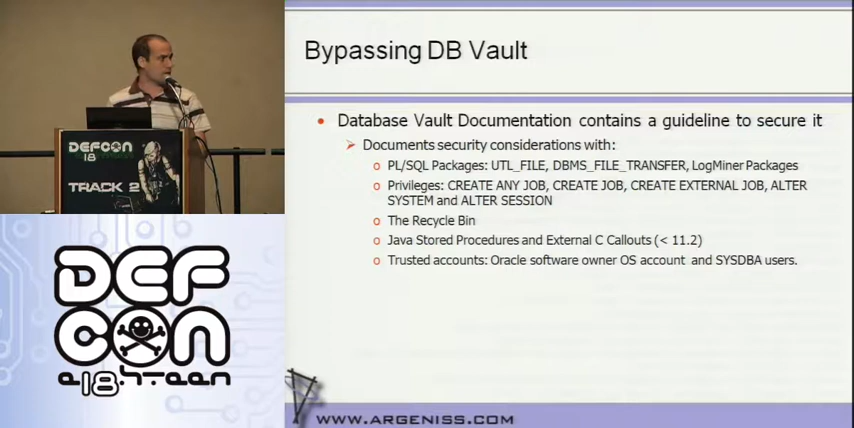 DEFCON
18
TRACK 2
DEF
CON
e18hteen
Bypassing DB Vault
Database Vault Documentation contains a guideline to secure it
Documents security considerations with:
PL/SQL Packages: UTL_FILE, DBMS_FILE_TRANSFER, LogMiner Packages
Privileges: CREATE ANY JOB, CREATE JOB, CREATE EXTERNAL JOB, ALTER
SYSTEM and ALTER SESSION
The Recycle Bin
Java Stored Procedures and External C Callouts (< 11.2)
Trusted accounts: Oracle software owner OS account and SYSDBA users.
WWW.ARGENISS.COM